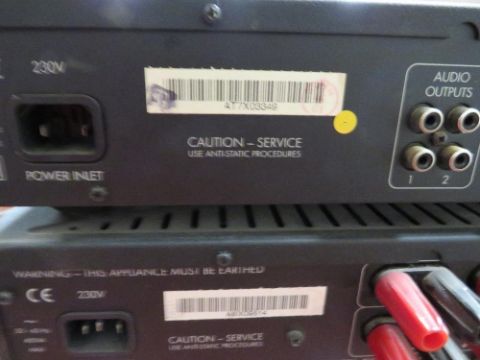 230V
AUDIO
OUTPUTS
AT7X03349
CAUTION – SERVICE
USE ANTI-STATIC PROCEDURES
POWER INLET
1 2
WARNING:– THIS APPLIANCE MUST BE EARTHED
CE 230V
CAUTION – SERVICE
USE ANTI-STATIC PROCEDURES